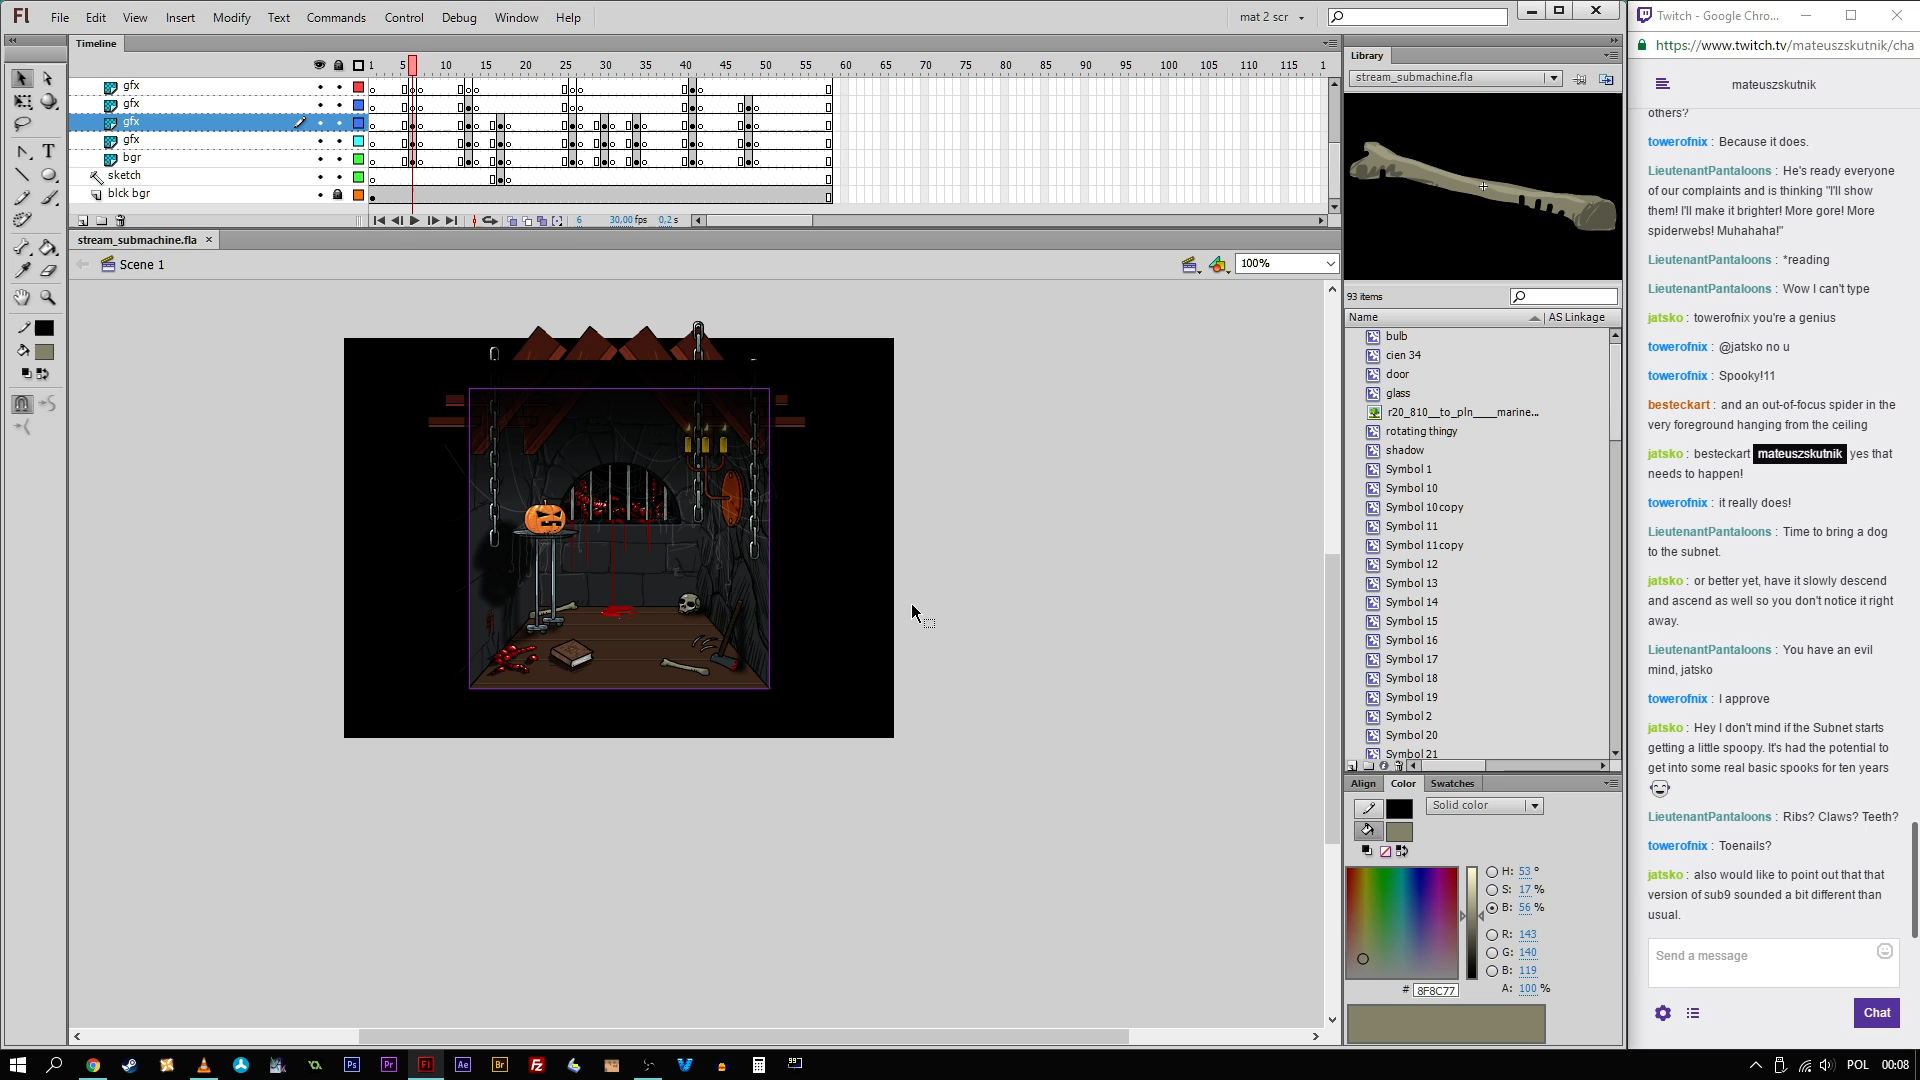 Fl File Edit View Insert Modify Text Commands Control Debug Window Help mat 2 scr
Timeline
1 5 10 15 20 25 30 35 40 45 50 55 60 65 70 75 80 85 90 95 100 105 110 115 1
gfx
gfx
gfx
gfx
bgr
sketch
blck bgr
6 30,00 fps 0,2 s
stream_submachine.fla ×
Scene 1
100%
Library
stream_submachine.fla
93 items
Name AS Linkage
bulb
cien 34
door
glass
r20_810__to_pln____marine...
rotating thingy
shadow
Symbol 1
Symbol 10
Symbol 10 copy
Symbol 11
Symbol 11 copy
Symbol 12
Symbol 13
Symbol 14
Symbol 15
Symbol 16
Symbol 17
Symbol 18
Symbol 19
Symbol 2
Symbol 20
Symbol 21
Align Color Swatches
Solid color
H: 53 °
S: 17 %
B: 56 %
R: 143
G: 140
B: 119
# 8F8C77 A: 100 %
Twitch - Google Chro...
https://www.twitch.tv/mateuszskutnik/cha
mateuszskutnik
others?
towerofnix : Because it does.
LieutenantPantaloons : He's ready everyone
of our complaints and is thinking "I'll show
them! I'll make it brighter! More gore! More
spiderwebs! Muhahaha!"
LieutenantPantaloons : *reading
LieutenantPantaloons : Wow I can't type
jatsko : towerofnix you're a genius
towerofnix : @jatsko no u
towerofnix : Spooky!11
besteckart : and an out-of-focus spider in the
very foreground hanging from the ceiling
jatsko : besteckart mateuszskutnik yes that
needs to happen!
towerofnix : it really does!
LieutenantPantaloons : Time to bring a dog
to the subnet.
jatsko : or better yet, have it slowly descend
and ascend as well so you don't notice it right
away.
LieutenantPantaloons : You have an evil
mind, jatsko
towerofnix : I approve
jatsko : Hey I don't mind if the Subnet starts
getting a little spoopy. It's had the potential to
get into some real basic spooks for ten years
LieutenantPantaloons : Ribs? Claws? Teeth?
towerofnix : Toenails?
jatsko : also would like to point out that that
version of sub9 sounded a bit different than
usual.
Send a message
Chat
Ps Pr Fl Ae Br Fz POL 00:08